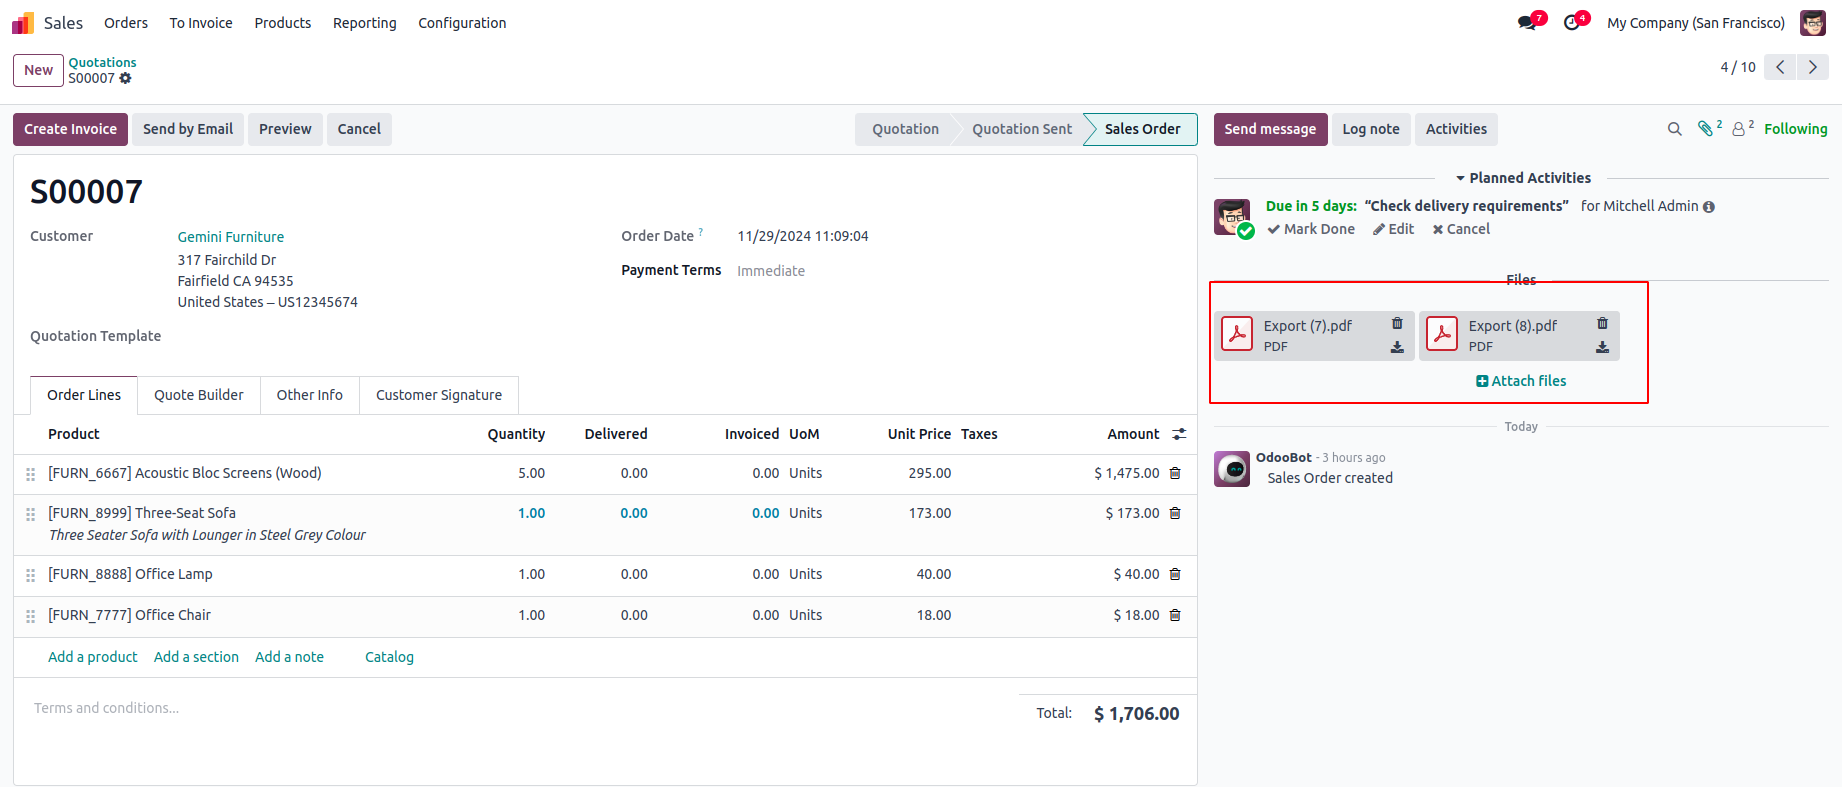 Sales Orders To Invoice Products Reporting Configuration 7 4 My Company (San Francisco)
New Quotations
S00007 4 / 10
Create Invoice Send by Email Preview Cancel Quotation Quotation Sent Sales Order Send message Log note Activities 2 2 Following
S00007
Customer Gemini Furniture
317 Fairchild Dr
Fairfield CA 94535
United States – US12345674
Order Date ? 11/29/2024 11:09:04
Payment Terms Immediate
Quotation Template
Order Lines Quote Builder Other Info Customer Signature
Product Quantity Delivered Invoiced UoM Unit Price Taxes Amount
[FURN_6667] Acoustic Bloc Screens (Wood) 5.00 0.00 0.00 Units 295.00 $ 1,475.00
[FURN_8999] Three-Seat Sofa 1.00 0.00 0.00 Units 173.00 $ 173.00
Three Seater Sofa with Lounger in Steel Grey Colour
[FURN_8888] Office Lamp 1.00 0.00 0.00 Units 40.00 $ 40.00
[FURN_7777] Office Chair 1.00 0.00 0.00 Units 18.00 $ 18.00
Add a product Add a section Add a note Catalog
Terms and conditions...
Total: $ 1,706.00
Planned Activities
Due in 5 days: “Check delivery requirements” for Mitchell Admin
Mark Done Edit Cancel
Files
Export (7).pdf
PDF
Export (8).pdf
PDF
Attach files
Today
OdooBot - 3 hours ago
Sales Order created